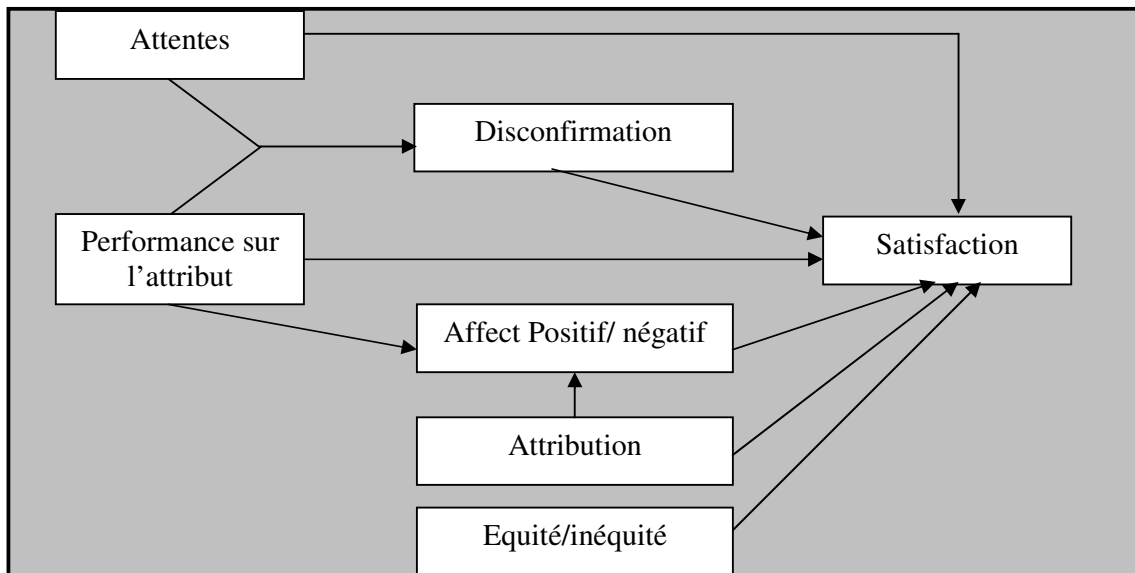 Attentes
Disconfirmation
Performance sur
l'attribut
Satisfaction
Affect Positif/ négatif
Attribution
Equité/inéquité